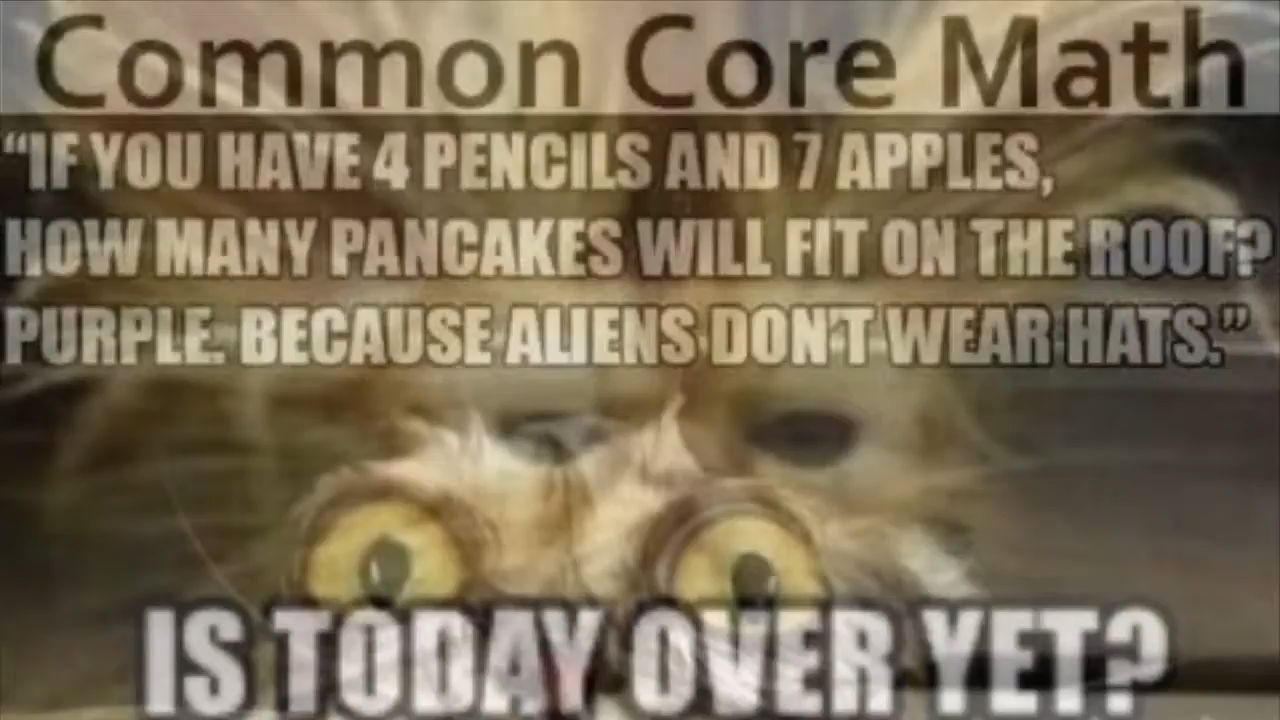 Common Core Math
“IF YOU HAVE 4 PENCILS AND 7 APPLES,
HOW MANY PANCAKES WILL FIT ON THE ROOF?
PURPLE. BECAUSE ALIENS DON'T WEAR HATS.”
IS TODAY OVER YET?